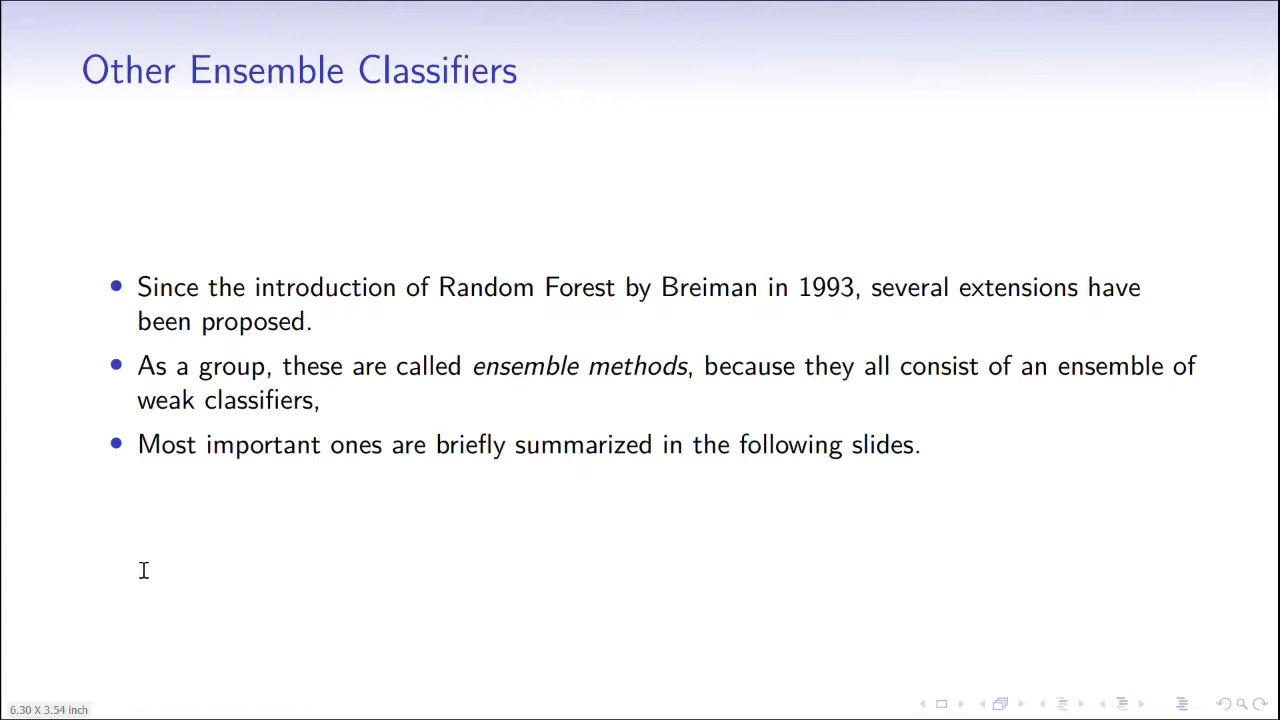 Other Ensemble Classifiers
• Since the introduction of Random Forest by Breiman in 1993, several extensions have
been proposed.
• As a group, these are called ensemble methods, because they all consist of an ensemble of
weak classifiers,
• Most important ones are briefly summarized in the following slides.
6.30 X 3.54 inch